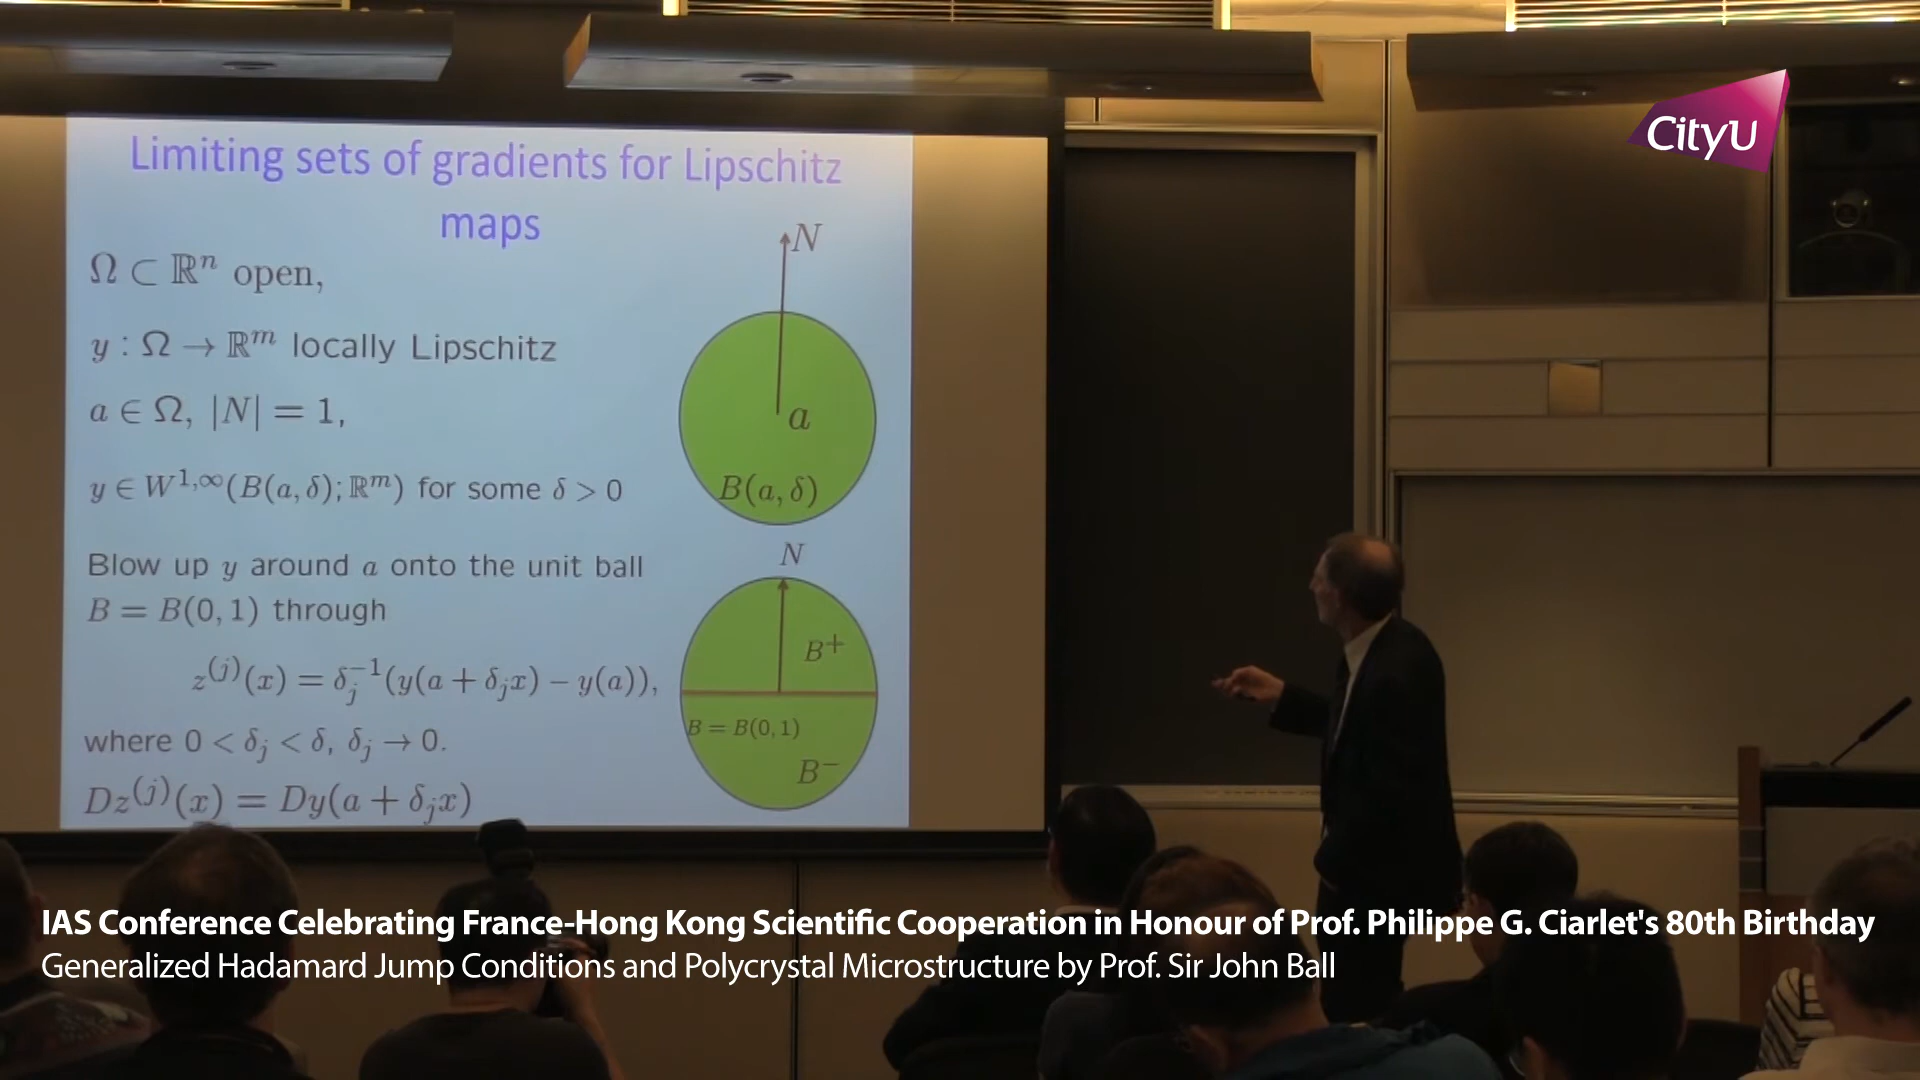 CityU
Limiting sets of gradients for Lipschitz
maps
Ω ⊂ ℝⁿ open,
y : Ω → ℝᵐ locally Lipschitz
a ∈ Ω, |N| = 1,
y ∈ W^{1,∞}(B(a, δ); ℝᵐ) for some δ > 0
Blow up y around a onto the unit ball
B = B(0, 1) through
z^{(j)}(x) = δ_j^{-1}(y(a + δ_j x) − y(a)),
where 0 < δ_j < δ, δ_j → 0.
Dz^{(j)}(x) = Dy(a + δ_j x)
N
a
B(a, δ)
N
B⁺
B = B(0, 1)
B⁻
IAS Conference Celebrating France-Hong Kong Scientific Cooperation in Honour of Prof. Philippe G. Ciarlet's 80th Birthday
Generalized Hadamard Jump Conditions and Polycrystal Microstructure by Prof. Sir John Ball